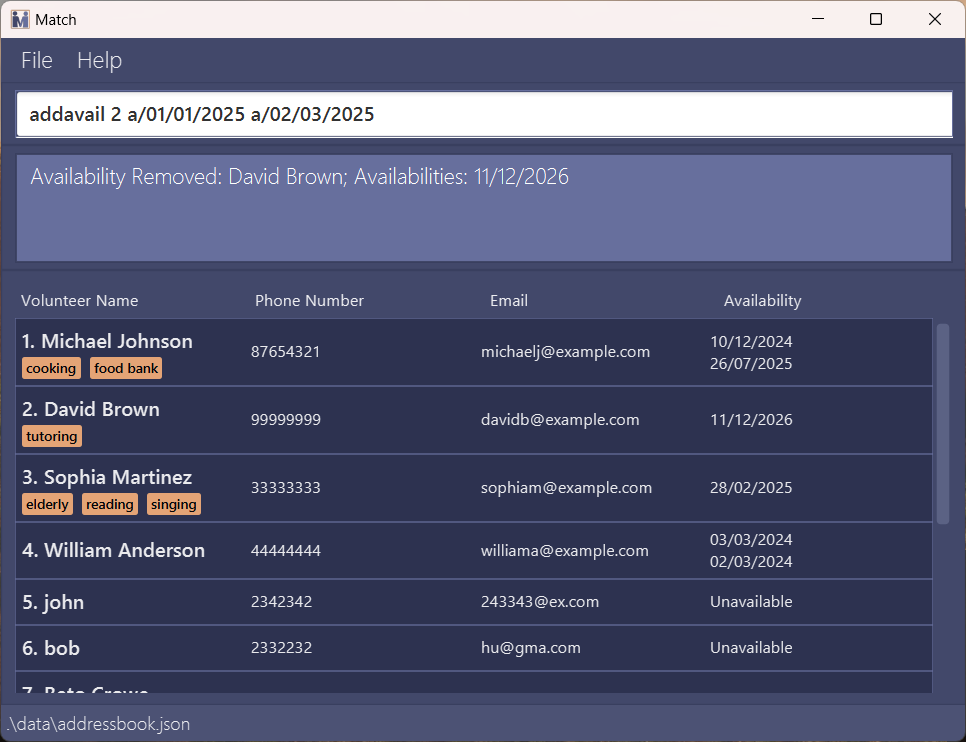 Match
File Help
addavail 2 a/01/01/2025 a/02/03/2025
Availability Removed: David Brown; Availabilities: 11/12/2026
Volunteer Name Phone Number Email Availability
1. Michael Johnson
cooking food bank
87654321
michaelj@example.com
10/12/2024
26/07/2025
2. David Brown
tutoring
99999999
davidb@example.com
11/12/2026
3. Sophia Martinez
elderly reading singing
33333333
sophiam@example.com
28/02/2025
4. William Anderson
44444444
williama@example.com
03/03/2024
02/03/2024
5. john
2342342
243343@ex.com
Unavailable
6. bob
2332232
hu@gma.com
Unavailable
.\data\addressbook.json